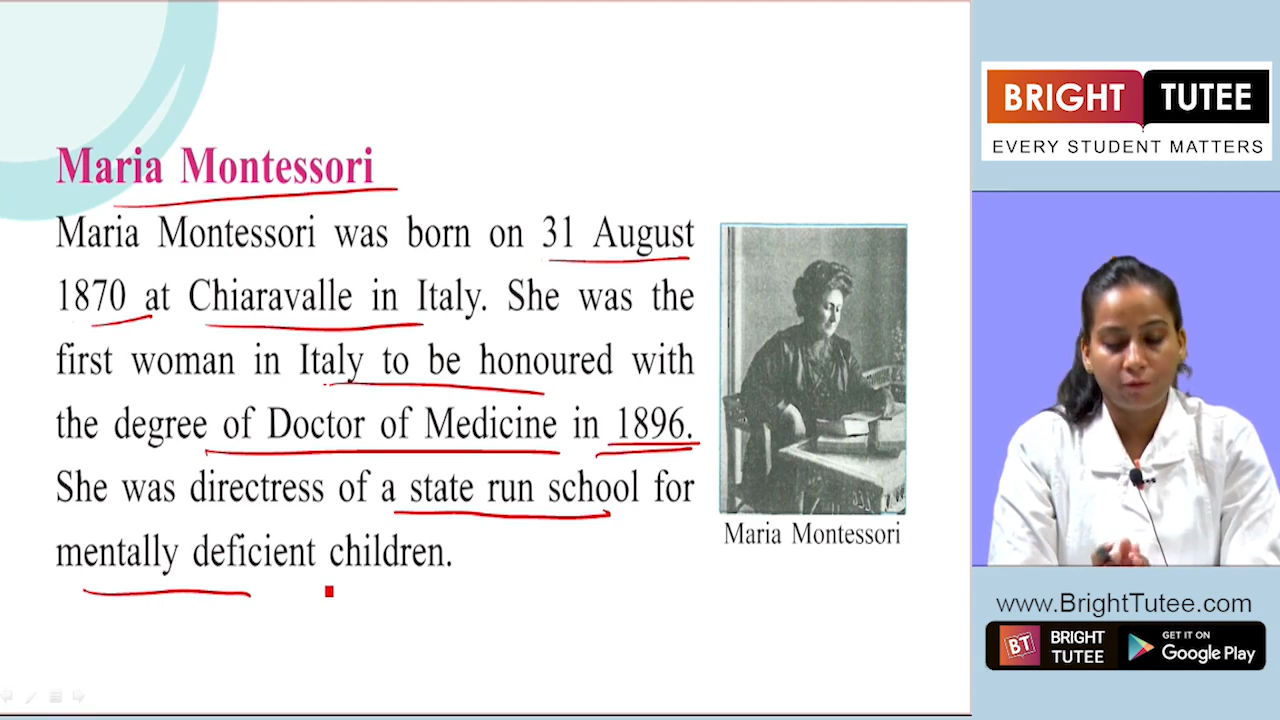 Maria Montessori
Maria Montessori was born on 31 August
1870 at Chiaravalle in Italy. She was the
first woman in Italy to be honoured with
the degree of Doctor of Medicine in 1896.
She was directress of a state run school for
mentally deficient children.
Maria Montessori
BRIGHT TUTEE
EVERY STUDENT MATTERS
www.BrightTutee.com
BT
BRIGHT
TUTEE
GET IT ON
Google Play